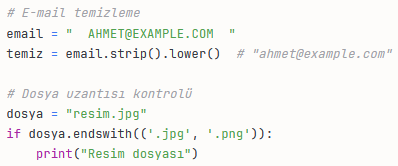 # E-mail temizleme
email = "  AHMET@EXAMPLE.COM  "
temiz = email.strip().lower()  # "ahmet@example.com"

# Dosya uzantısı kontrolü
dosya = "resim.jpg"
if dosya.endswith(('.jpg', '.png')):
    print("Resim dosyası")